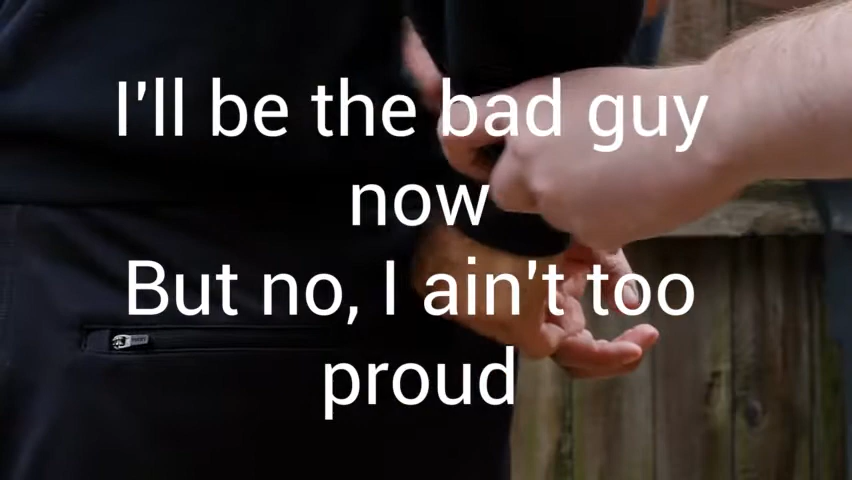 I'll be the bad guy
now
But no, I ain't too
proud